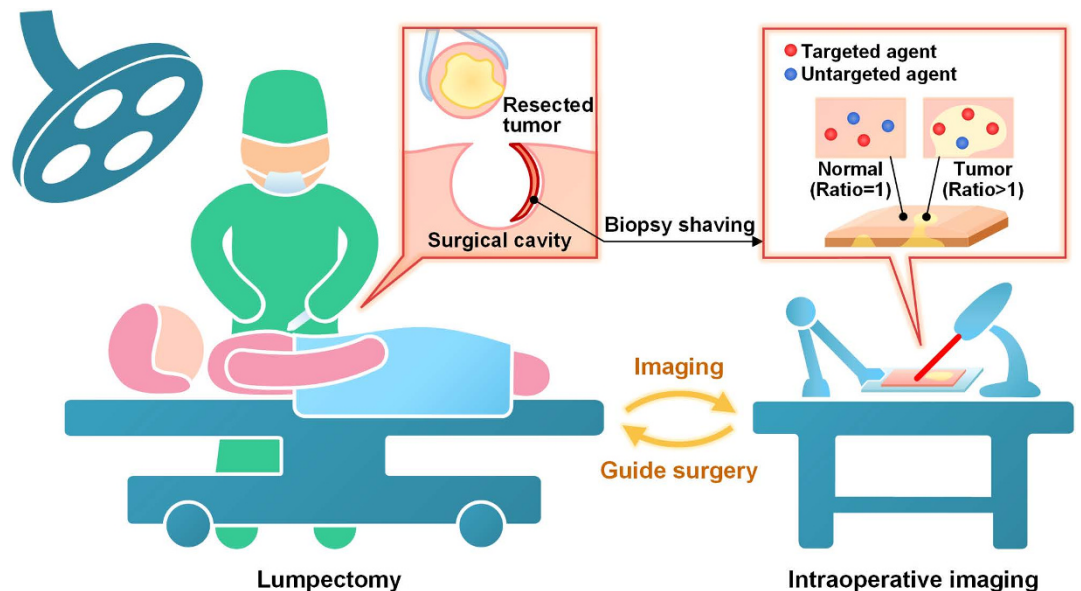 Targeted agent
Untargeted agent
Resected
tumor
Normal
(Ratio=1)
Tumor
(Ratio>1)
Surgical cavity
Biopsy shaving
Imaging
Guide surgery
Lumpectomy
Intraoperative imaging